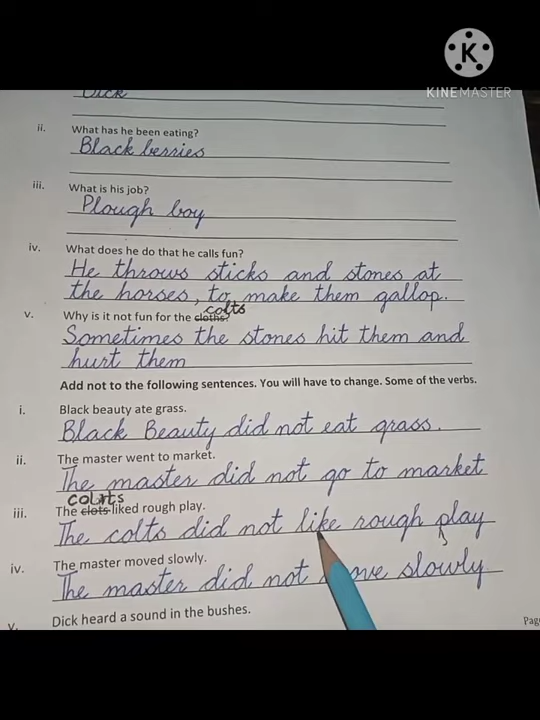 K
KINEMASTER
Dick
ii. What has he been eating?
Black berries
iii. What is his job?
Plough boy
iv. What does he do that he calls fun?
He throws sticks and stones at
the horses, to make them gallop.
colts
v. Why is it not fun for the cloths?
Sometimes the stones hit them and
hurt them
Add not to the following sentences. You will have to change. Some of the verbs.
i. Black beauty ate grass.
Black Beauty did not eat grass.
ii. The master went to market.
The master did not go to market
colts
iii. The clots liked rough play.
The colts did not like rough play
iv. The master moved slowly.
The master did not move slowly
v. Dick heard a sound in the bushes.